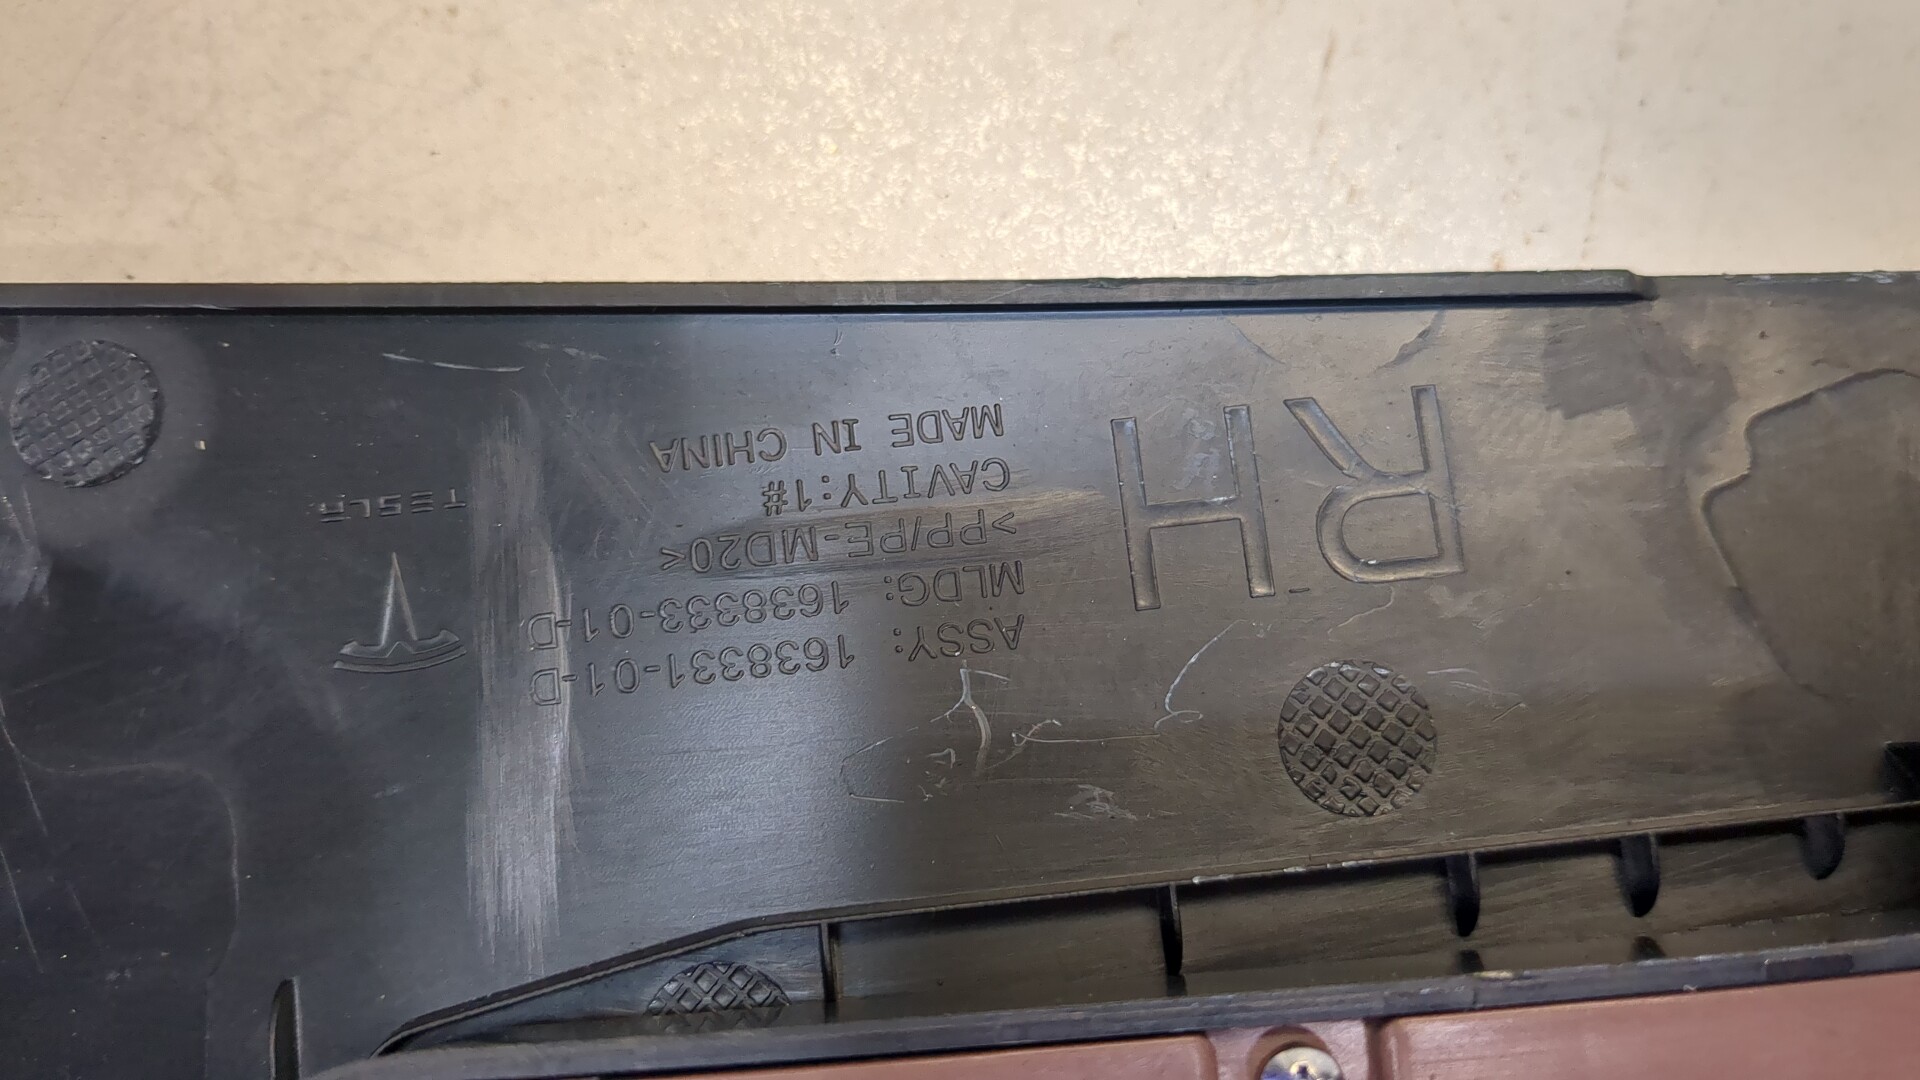 RH
ASSY: 1638331-01-D
MLDG: 1638333-01-D
>PP/PE-MD20<
CAVITY:1#
MADE IN CHINA
TESLA